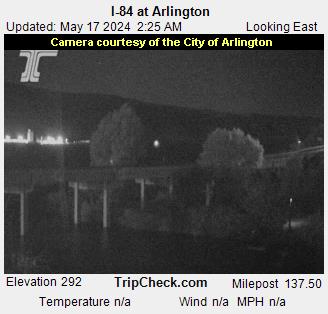 I-84 at Arlington
Updated: May 17 2024 2:25 AM Looking East
Camera courtesy of the City of Arlington
Elevation 292 TripCheck.com Milepost 137.50
Temperature n/a Wind n/a MPH n/a